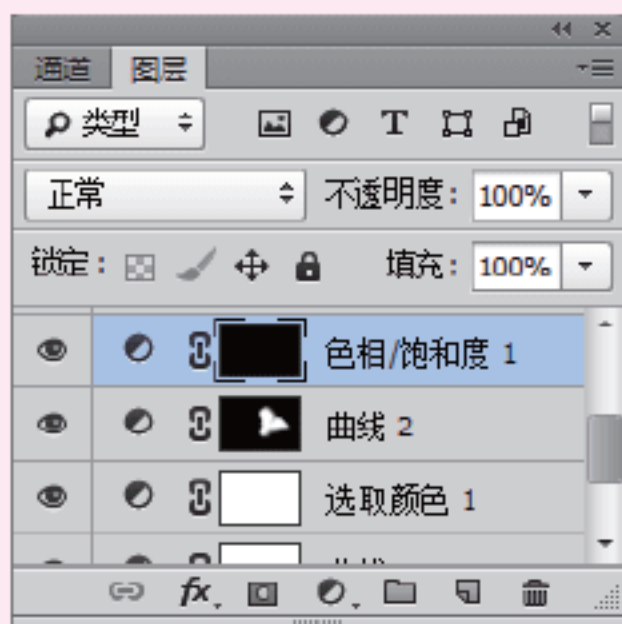 通道 图层
类型
正常 不透明度: 100%
锁定: 填充: 100%
色相/饱和度 1
曲线 2
选取颜色 1
fx